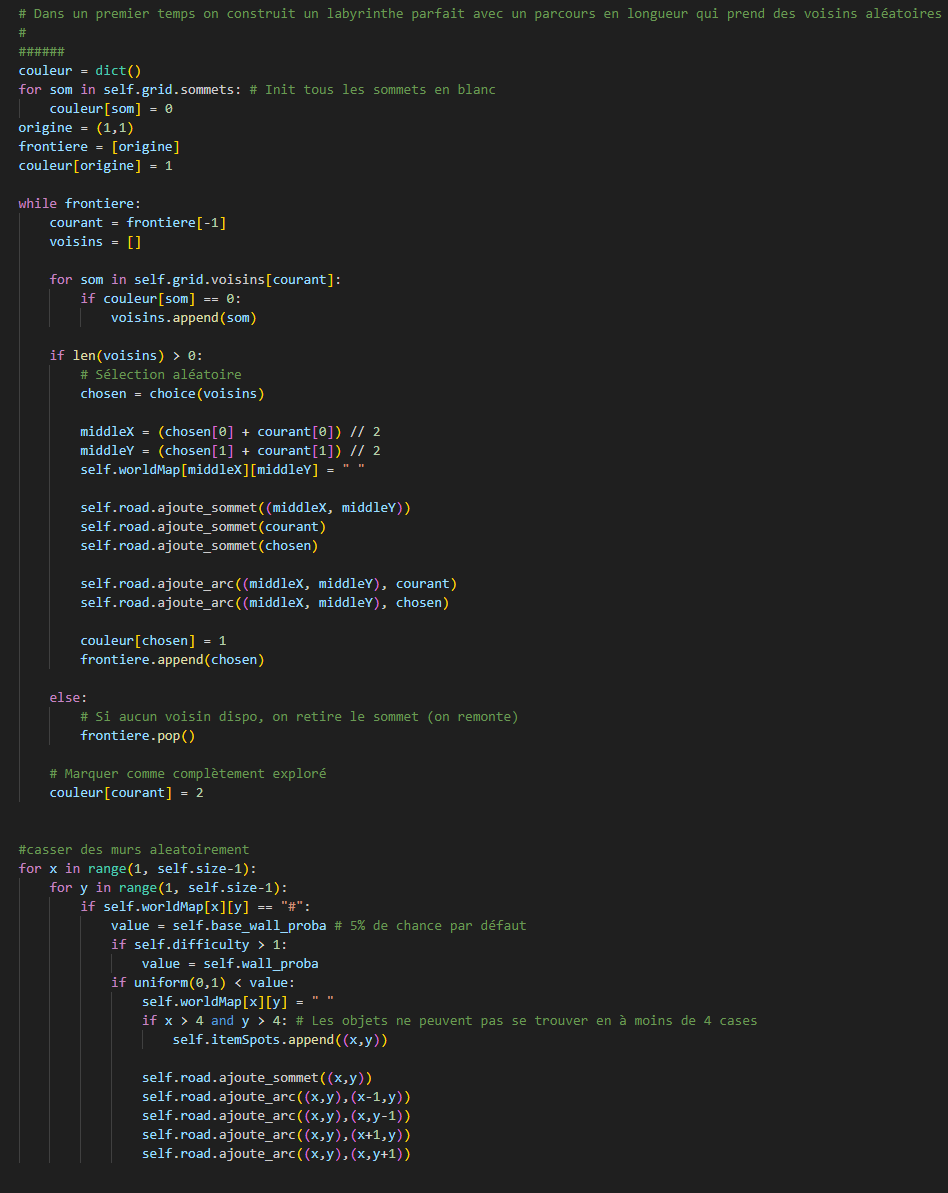 # Dans un premier temps on construit un labyrinthe parfait avec un parcours en longueur qui prend des voisins aléatoires
#
######
couleur = dict()
for som in self.grid.sommets: # Init tous les sommets en blanc
    couleur[som] = 0
origine = (1,1)
frontiere = [origine]
couleur[origine] = 1

while frontiere:
    courant = frontiere[-1]
    voisins = []

    for som in self.grid.voisins[courant]:
        if couleur[som] == 0:
            voisins.append(som)

    if len(voisins) > 0:
        # Sélection aléatoire
        chosen = choice(voisins)

        middleX = (chosen[0] + courant[0]) // 2
        middleY = (chosen[1] + courant[1]) // 2
        self.worldMap[middleX][middleY] = " "

        self.road.ajoute_sommet((middleX, middleY))
        self.road.ajoute_sommet(courant)
        self.road.ajoute_sommet(chosen)

        self.road.ajoute_arc((middleX, middleY), courant)
        self.road.ajoute_arc((middleX, middleY), chosen)

        couleur[chosen] = 1
        frontiere.append(chosen)

    else:
        # Si aucun voisin dispo, on retire le sommet (on remonte)
        frontiere.pop()

    # Marquer comme complètement exploré
    couleur[courant] = 2


#casser des murs aleatoirement
for x in range(1, self.size-1):
    for y in range(1, self.size-1):
        if self.worldMap[x][y] == "#":
            value = self.base_wall_proba # 5% de chance par défaut
            if self.difficulty > 1:
                value = self.wall_proba
            if uniform(0,1) < value:
                self.worldMap[x][y] = " "
                if x > 4 and y > 4: # Les objets ne peuvent pas se trouver en à moins de 4 cases
                    self.itemSpots.append((x,y))

                self.road.ajoute_sommet((x,y))
                self.road.ajoute_arc((x,y),(x-1,y))
                self.road.ajoute_arc((x,y),(x,y-1))
                self.road.ajoute_arc((x,y),(x+1,y))
                self.road.ajoute_arc((x,y),(x,y+1))